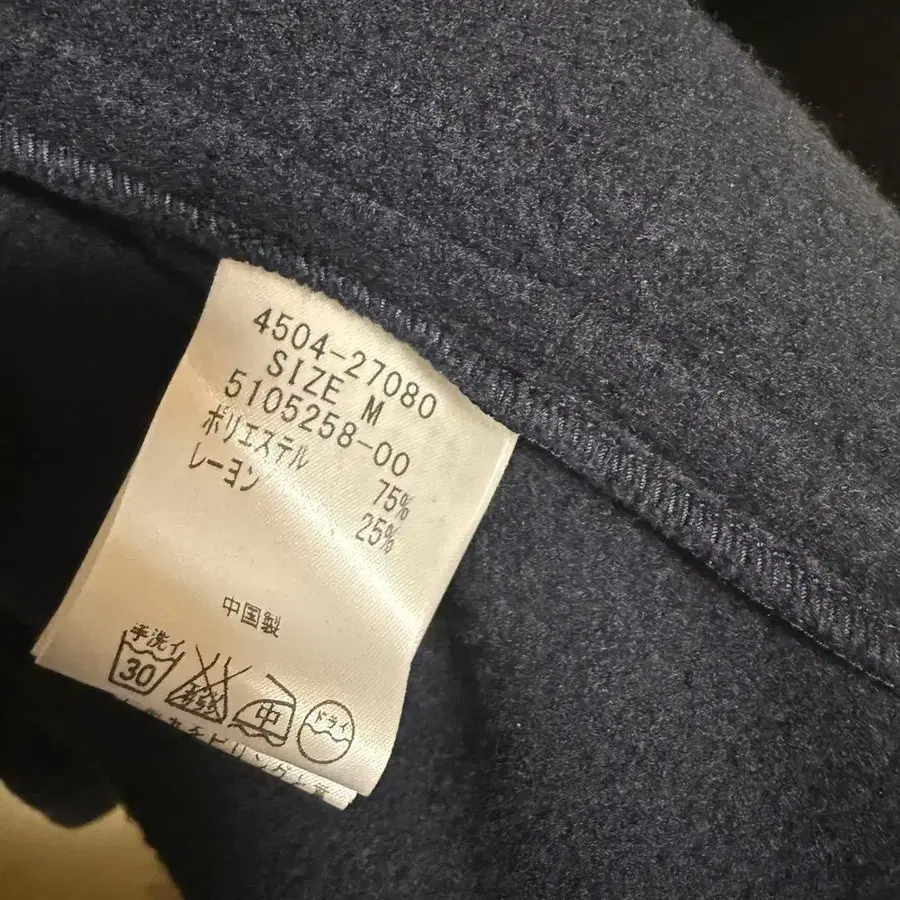 4504-27080
SIZE M
5105258-00
ポリエステル 75%
レーヨン 25%
中国製
手洗イ
30
中
ドライ